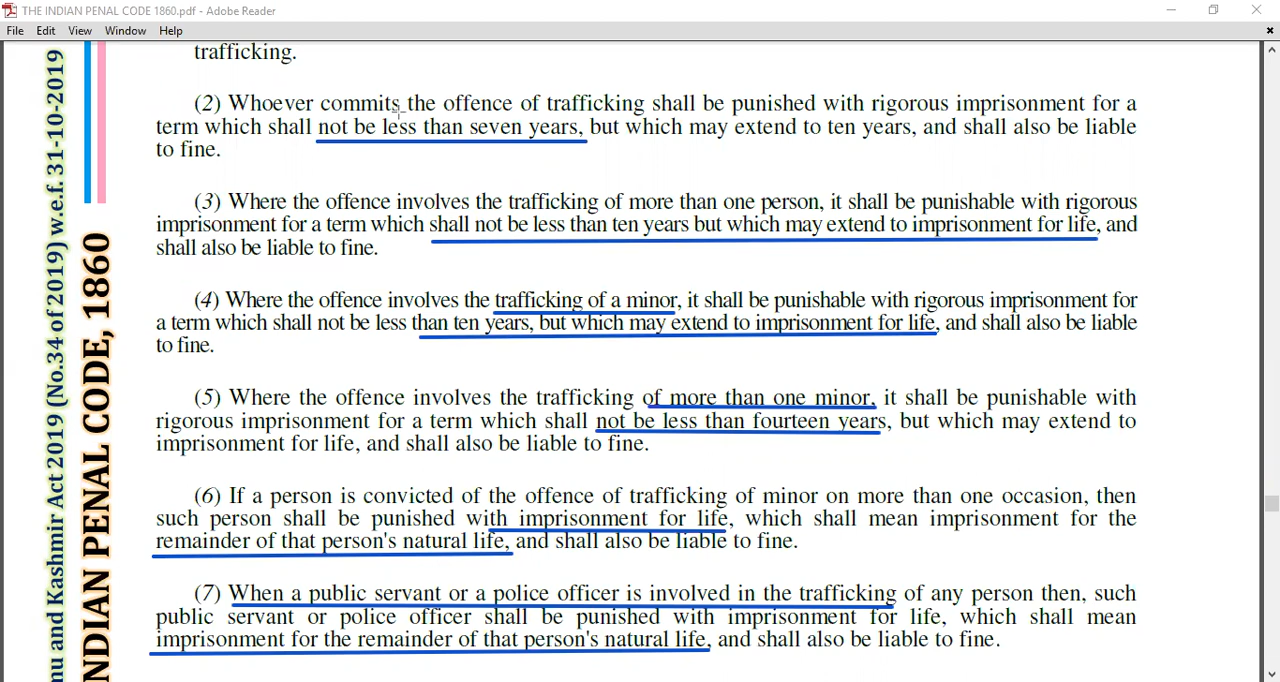 THE INDIAN PENAL CODE 1860.pdf - Adobe Reader
File Edit View Window Help
trafficking.
(2) Whoever commits the offence of trafficking shall be punished with rigorous imprisonment for a
term which shall not be less than seven years, but which may extend to ten years, and shall also be liable
to fine.
(3) Where the offence involves the trafficking of more than one person, it shall be punishable with rigorous
imprisonment for a term which shall not be less than ten years but which may extend to imprisonment for life, and
shall also be liable to fine.
(4) Where the offence involves the trafficking of a minor, it shall be punishable with rigorous imprisonment for
a term which shall not be less than ten years, but which may extend to imprisonment for life, and shall also be liable
to fine.
(5) Where the offence involves the trafficking of more than one minor, it shall be punishable with
rigorous imprisonment for a term which shall not be less than fourteen years, but which may extend to
imprisonment for life, and shall also be liable to fine.
(6) If a person is convicted of the offence of trafficking of minor on more than one occasion, then
such person shall be punished with imprisonment for life, which shall mean imprisonment for the
remainder of that person's natural life, and shall also be liable to fine.
(7) When a public servant or a police officer is involved in the trafficking of any person then, such
public servant or police officer shall be punished with imprisonment for life, which shall mean
imprisonment for the remainder of that person's natural life, and shall also be liable to fine.
and Kashmir Act 2019 (No.34 of 2019) w.e.f. 31-10-2019
INDIAN PENAL CODE, 1860